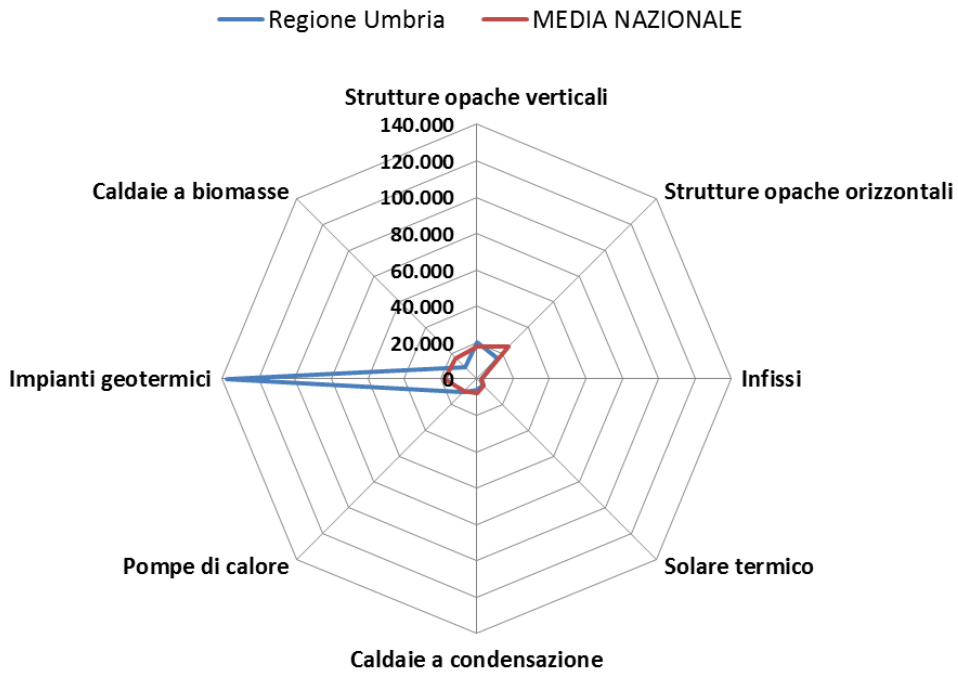 Regione Umbria MEDIA NAZIONALE
Strutture opache verticali
140.000
120.000
Caldaie a biomasse Strutture opache orizzontali
100.000
80.000
60.000
40.000
20.000
Impianti geotermici 0 Infissi
Pompe di calore Solare termico
Caldaie a condensazione